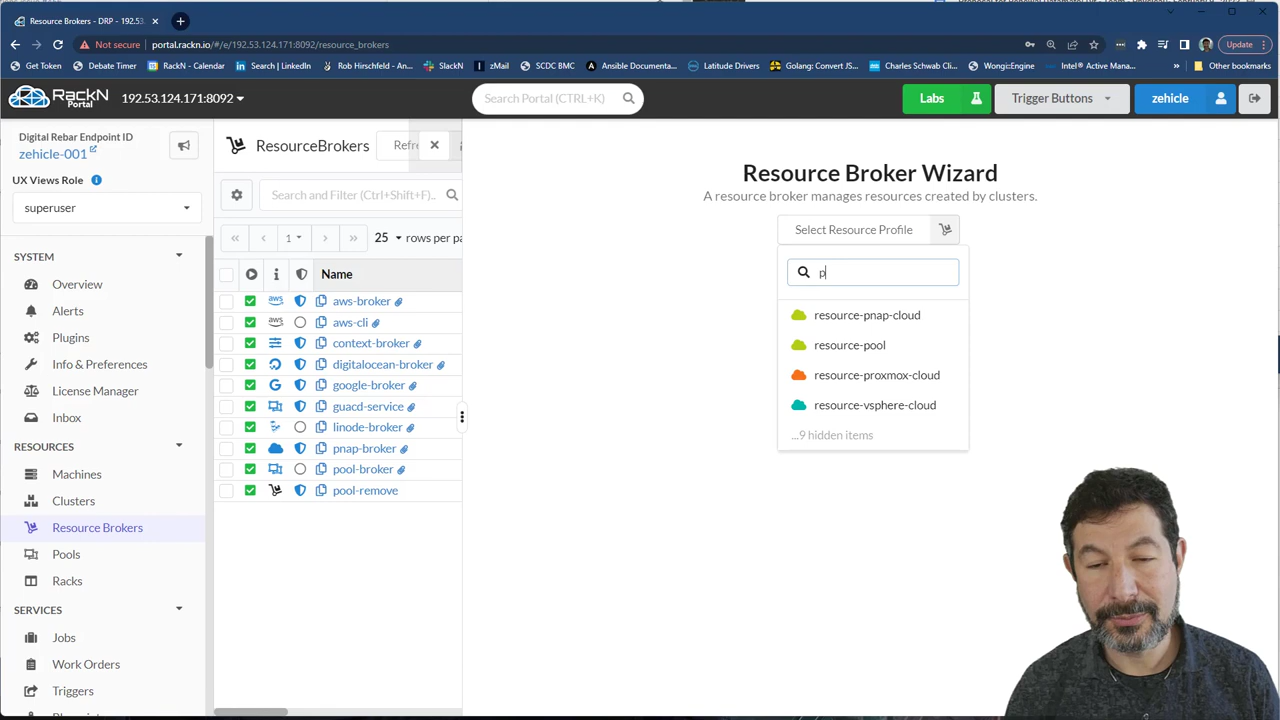 Resource Brokers - DRP - 192.53.
Not secure
portal.rackn.io/#/e/192.53.124.171:8092/resource_brokers
Update
Get Token
Debate Timer
RackN - Calendar
Search | LinkedIn
Rob Hirschfeld - An...
SlackN
zMail
SCDC BMC
Ansible Documenta...
Latitude Drivers
Golang: Convert JS...
Charles Schwab Cli...
Wongi::Engine
Intel® Active Mana...
»
Other bookmarks
RackN
Portal
192.53.124.171:8092
Search Portal (CTRL+K)
Labs
Trigger Buttons
zehicle
Digital Rebar Endpoint ID
zehicle-001
UX Views Role
superuser
SYSTEM
Overview
Alerts
Plugins
Info & Preferences
License Manager
Inbox
RESOURCES
Machines
Clusters
Resource Brokers
Pools
Racks
SERVICES
Jobs
Work Orders
Triggers
ResourceBrokers
Refre
Search and Filter (Ctrl+Shift+F)...
«
‹
1
›
»
25
rows per pa
Name
aws aws-broker
aws aws-cli
context-broker
digitalocean-broker
google-broker
guacd-service
linode-broker
pnap-broker
pool-broker
pool-remove
Resource Broker Wizard
A resource broker manages resources created by clusters.
Select Resource Profile
p
resource-pnap-cloud
resource-pool
resource-proxmox-cloud
resource-vsphere-cloud
...9 hidden items